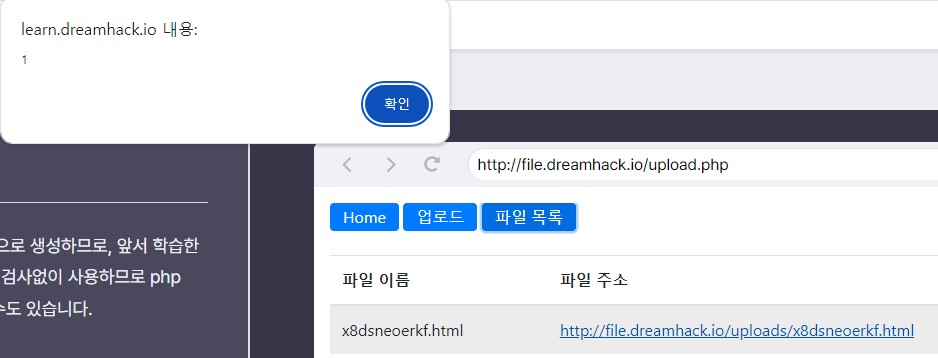 learn.dreamhack.io 내용:
1
확인
http://file.dreamhack.io/upload.php
Home 업로드 파일 목록
으로 생성하므로, 앞서 학습한
검사없이 사용하므로 php
도 있습니다.
파일 이름 파일 주소
x8dsneoerkf.html http://file.dreamhack.io/uploads/x8dsneoerkf.html